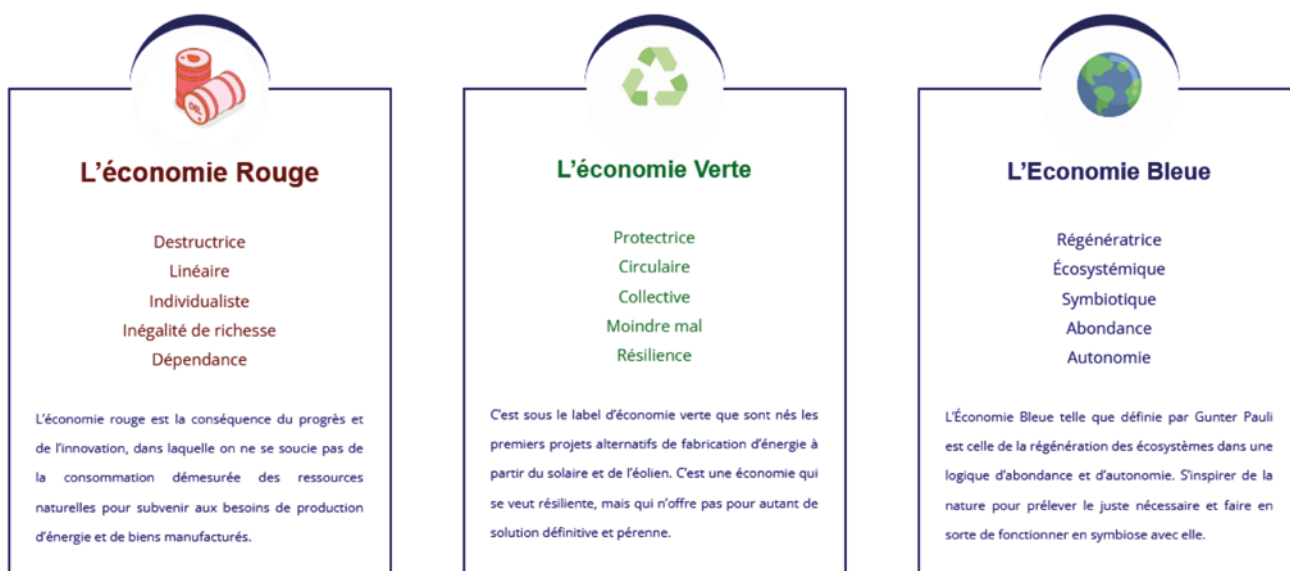 OIL
L'économie Rouge
Destructrice
Linéaire
Individualiste
Inégalité de richesse
Dépendance
L'économie rouge est la conséquence du progrès et
de l'innovation, dans laquelle on ne se soucie pas de
la consommation démesurée des ressources
naturelles pour subvenir aux besoins de production
d'énergie et de biens manufacturés.
L'économie Verte
Protectrice
Circulaire
Collective
Moindre mal
Résilience
C'est sous le label d'économie verte que sont nés les
premiers projets alternatifs de fabrication d'énergie à
partir du solaire et de l'éolien. C'est une économie qui
se veut résiliente, mais qui n'offre pas pour autant de
solution définitive et pérenne.
L'Economie Bleue
Régénératrice
Écosystémique
Symbiotique
Abondance
Autonomie
L'Économie Bleue telle que définie par Gunter Pauli
est celle de la régénération des écosystèmes dans une
logique d'abondance et d'autonomie. S'inspirer de la
nature pour prélever le juste nécessaire et faire en
sorte de fonctionner en symbiose avec elle.